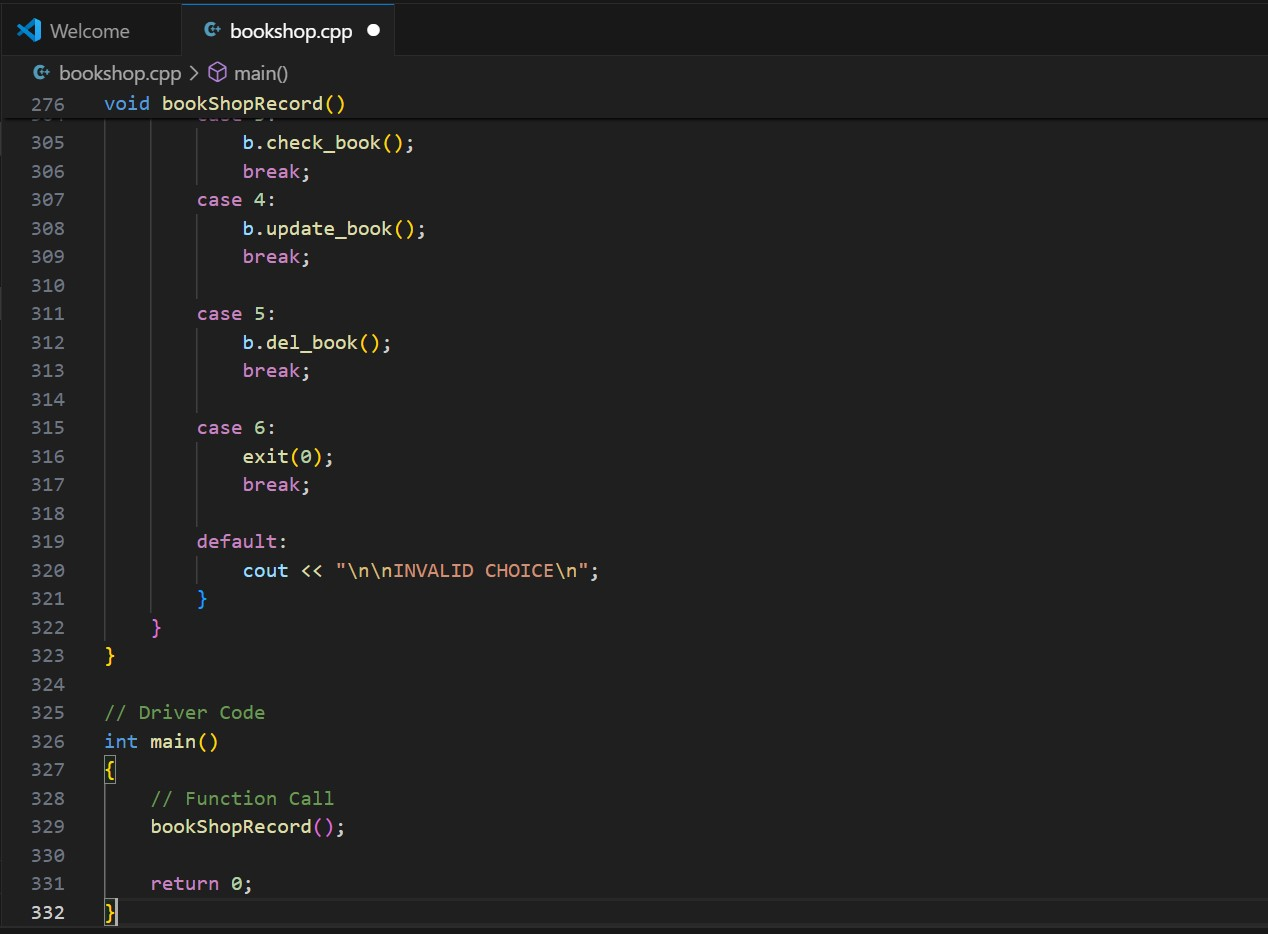 Welcome
bookshop.cpp
bookshop.cpp > main()
276 void bookShopRecord()
305 b.check_book();
306 break;
307 case 4:
308 b.update_book();
309 break;
310
311 case 5:
312 b.del_book();
313 break;
314
315 case 6:
316 exit(0);
317 break;
318
319 default:
320 cout << "\n\nINVALID CHOICE\n";
321 }
322 }
323 }
324
325 // Driver Code
326 int main()
327 {
328 // Function Call
329 bookShopRecord();
330
331 return 0;
332 }